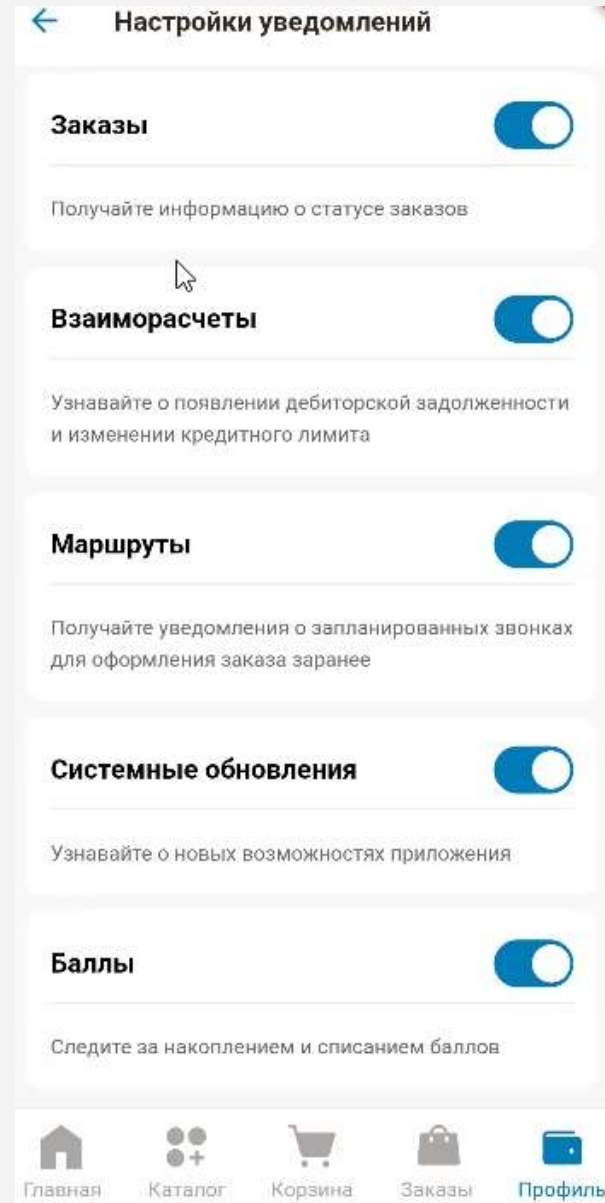 Настройки уведомлений
Заказы
Получайте информацию о статусе заказов
Взаиморасчеты
Узнавайте о появлении дебиторской задолженности
и изменении кредитного лимита
Маршруты
Получайте уведомления о запланированных звонках
для оформления заказа заранее
Системные обновления
Узнавайте о новых возможностях приложения
Баллы
Следите за накоплением и списанием баллов
Главная Каталог Корзина Заказы Профиль